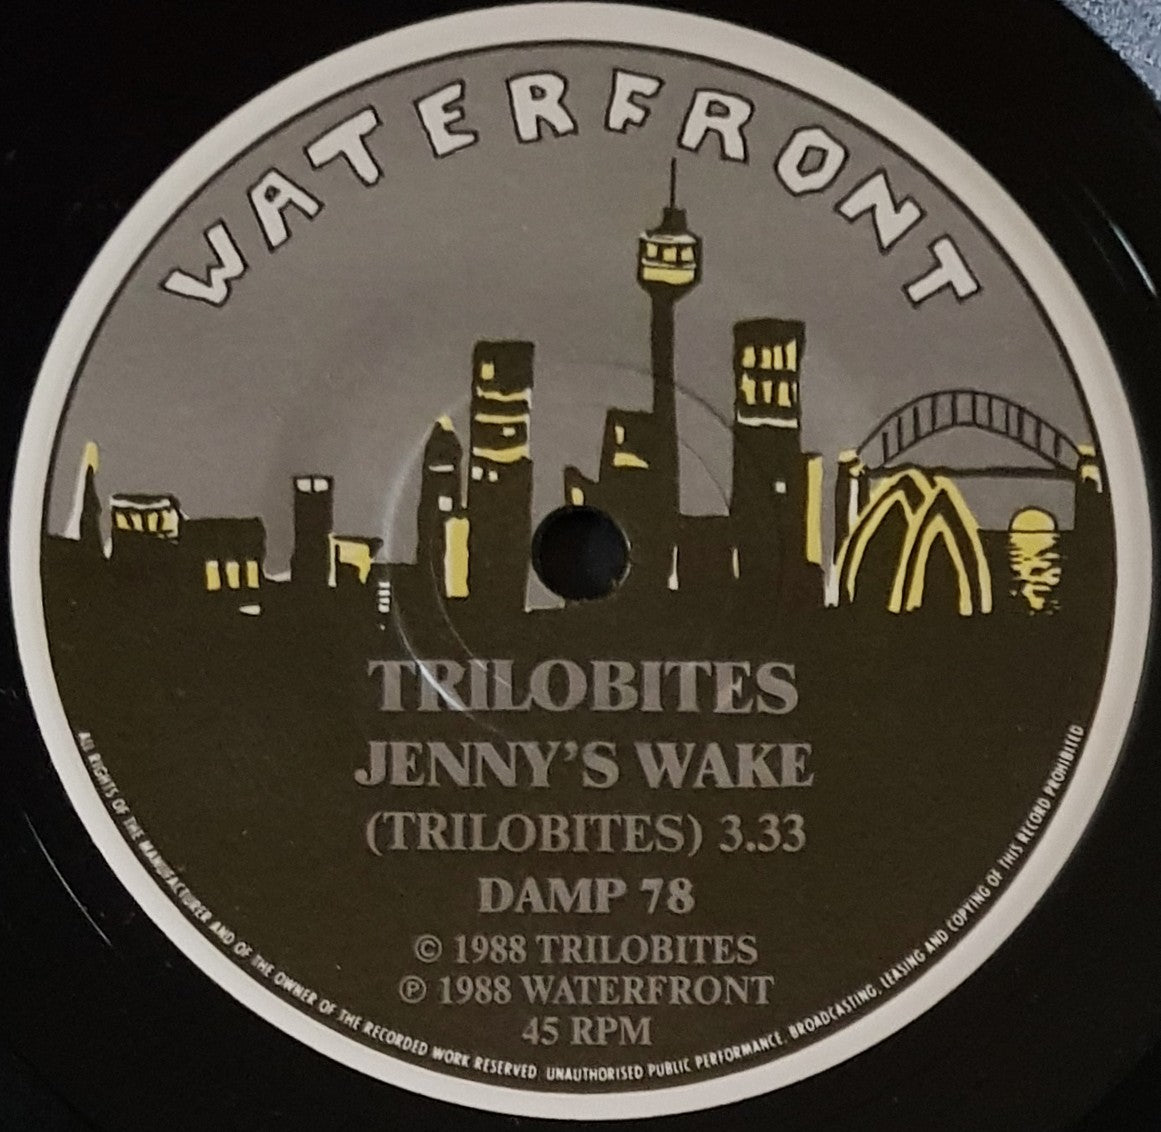 WATERFRONT
TRILOBITES
JENNY'S WAKE
(TRILOBITES) 3.33
DAMP 78
© 1988 TRILOBITES
℗ 1988 WATERFRONT
45 RPM
ALL RIGHTS OF THE MANUFACTURER AND OF THE OWNER OF THE RECORDED WORK RESERVED UNAUTHORISED PUBLIC PERFORMANCE, BROADCASTING, LEASING AND COPYING OF THIS RECORD PROHIBITED